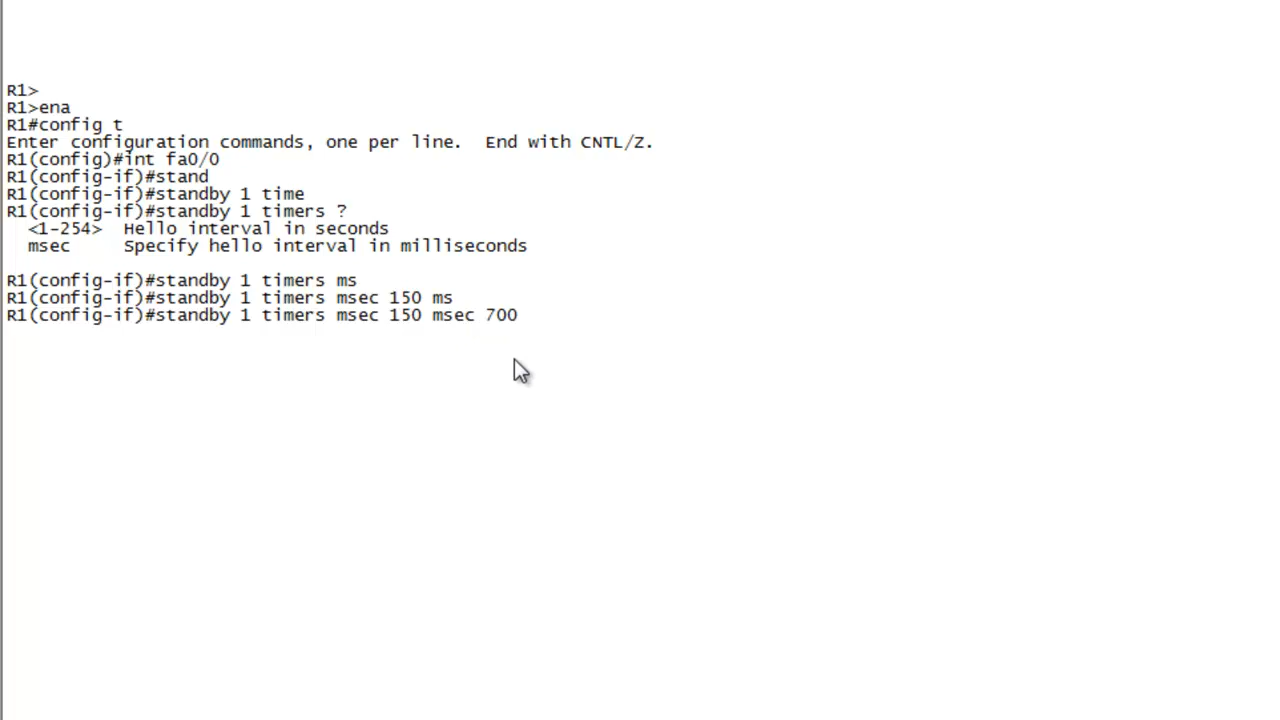 R1>
R1>ena
R1#config t
Enter configuration commands, one per line.  End with CNTL/Z.
R1(config)#int fa0/0
R1(config-if)#stand
R1(config-if)#standby 1 time
R1(config-if)#standby 1 timers ?
  <1-254>  Hello interval in seconds
  msec     Specify hello interval in milliseconds
R1(config-if)#standby 1 timers ms
R1(config-if)#standby 1 timers msec 150 ms
R1(config-if)#standby 1 timers msec 150 msec 700